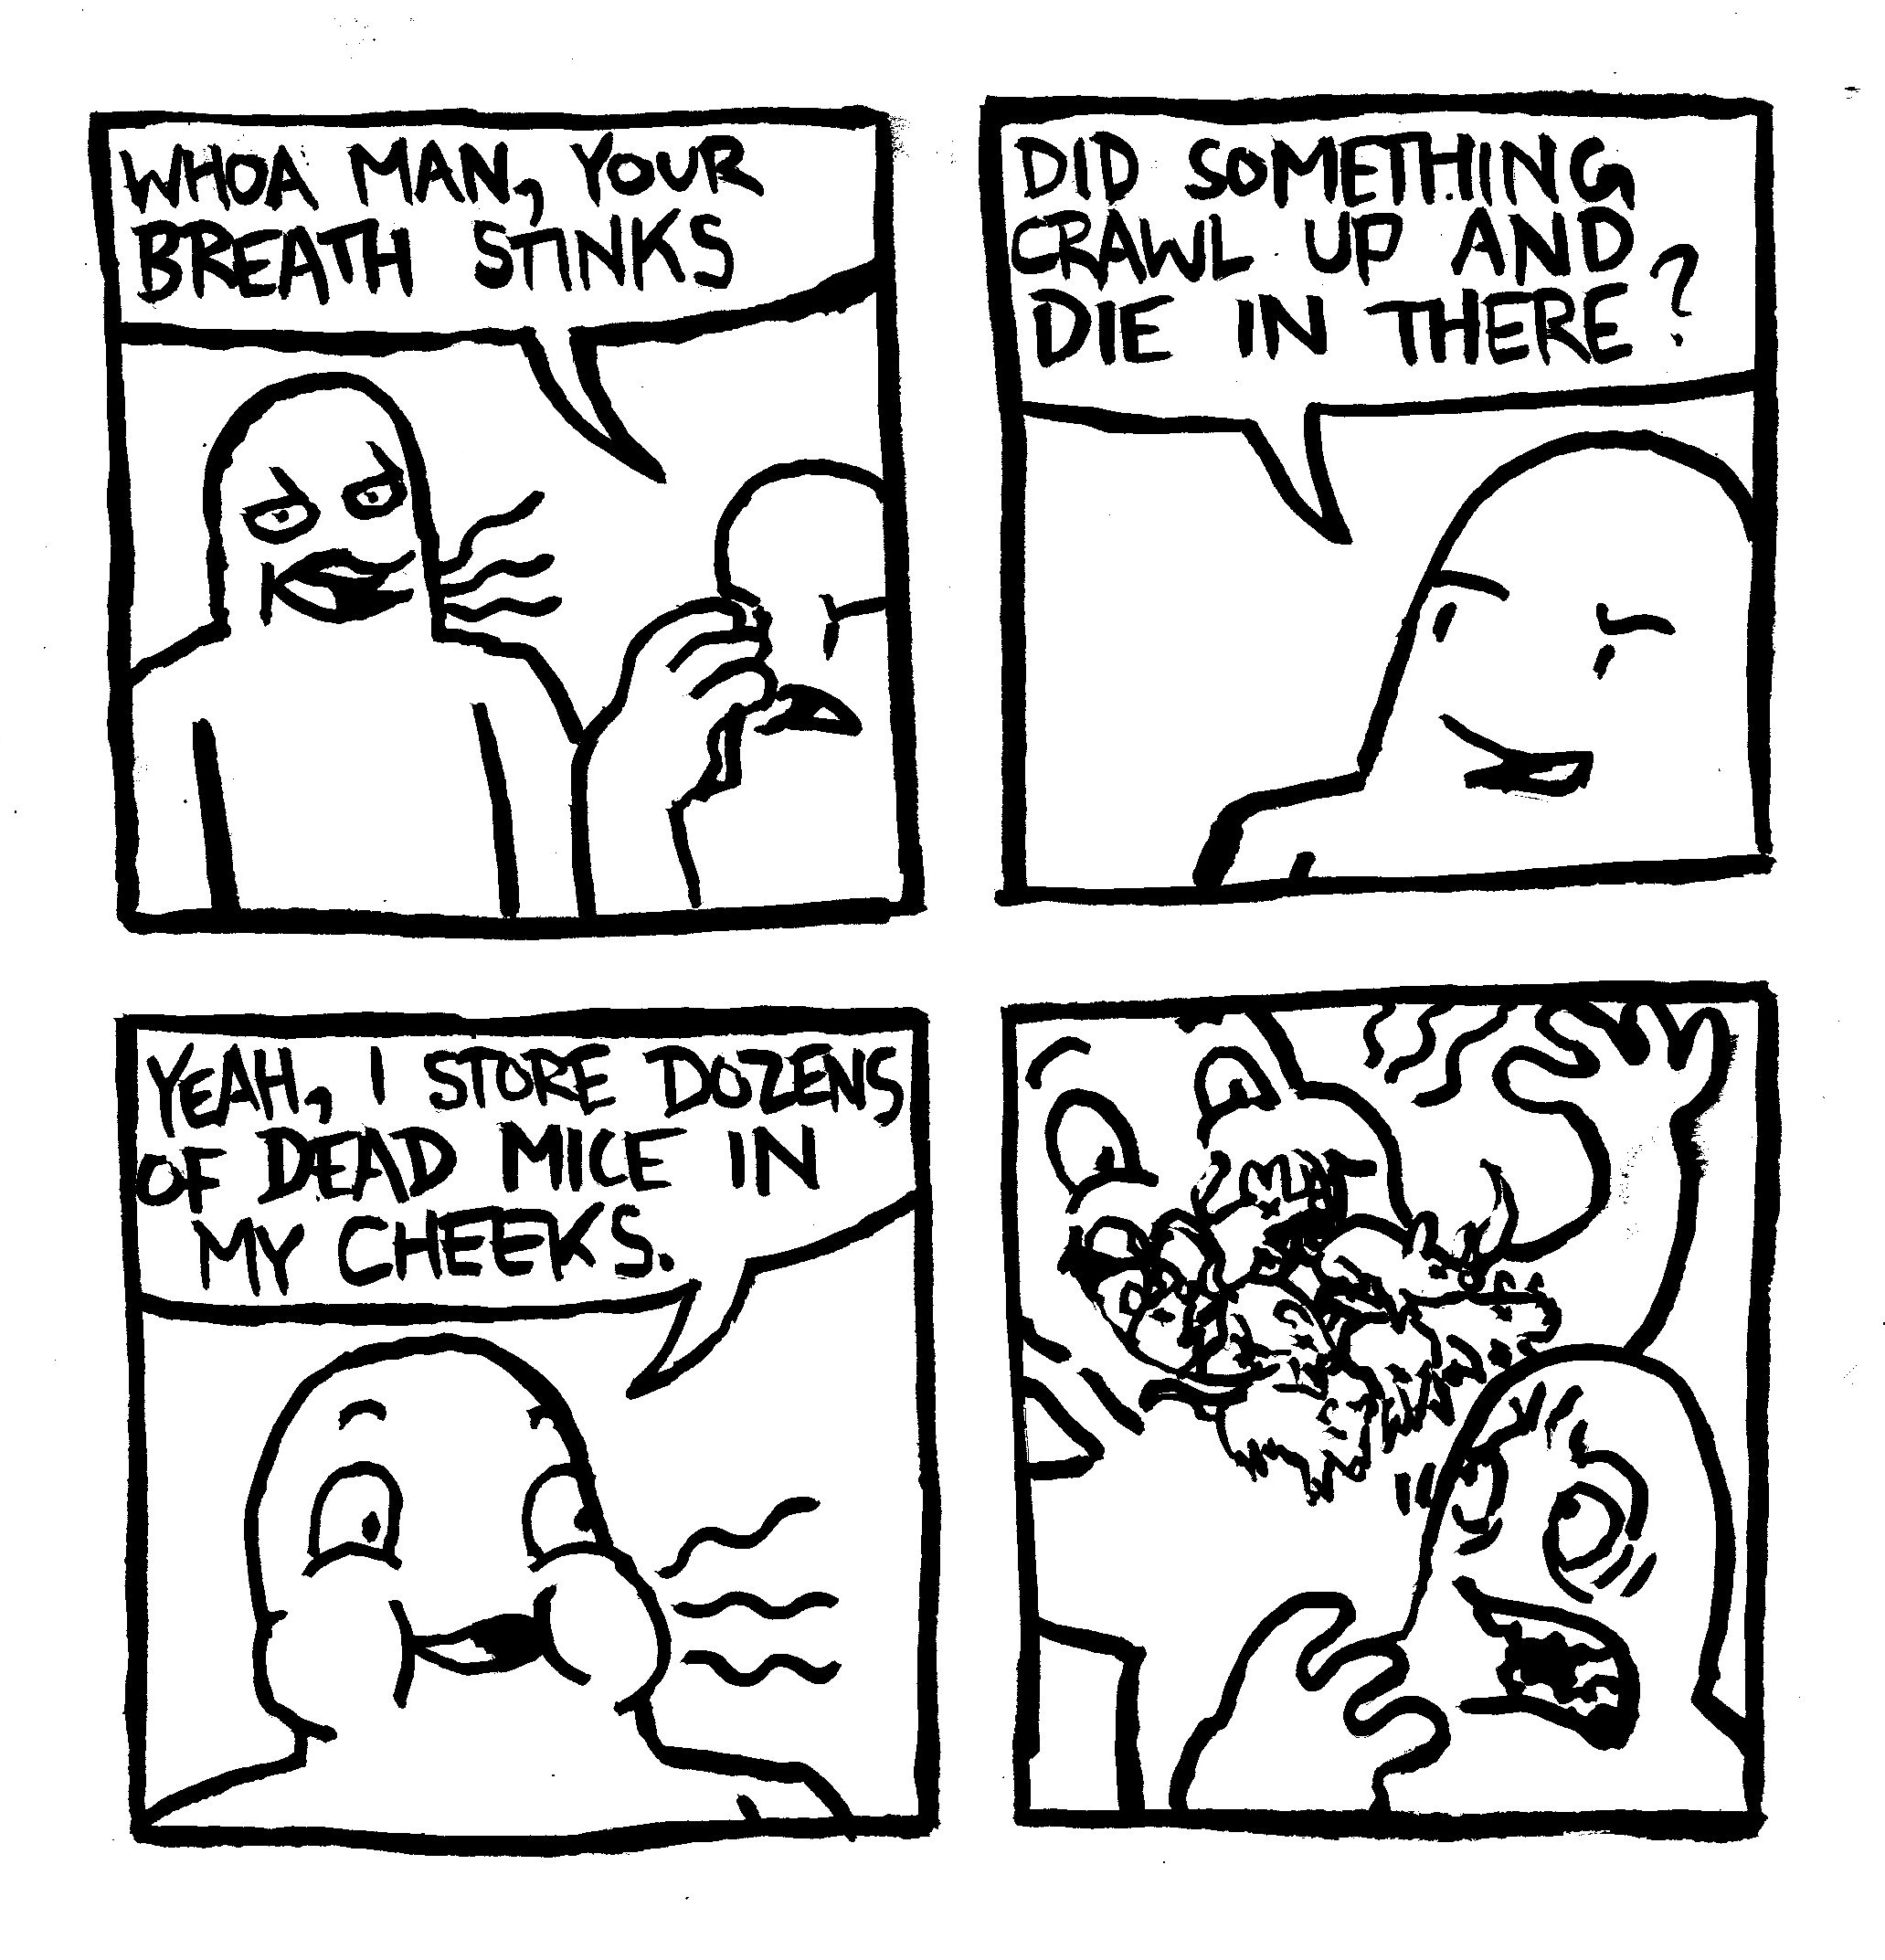 WHOA MAN, YOUR
BREATH STINKS
DID SOMETHING
CRAWL UP AND
DIE IN THERE?
YEAH, I STORE DOZENS
OF DEAD MICE IN
MY CHEEKS.